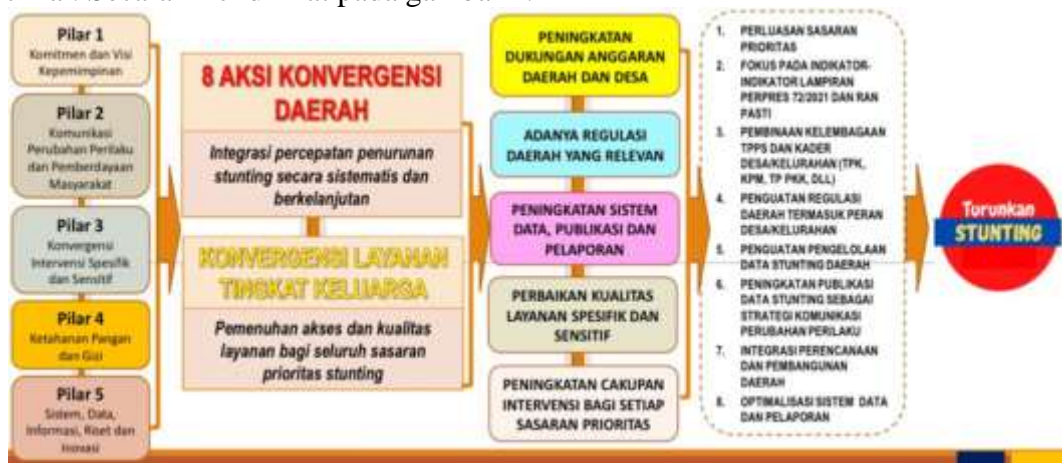 Pilar 1
Komitmen dan Visi
Kepemimpinan
Pilar 2
Komunikasi
Perubahan Perilaku
dan Pemberdayaan
Masyarakat
Pilar 3
Konvergensi
Intervensi Spesifik
dan Sensitif
Pilar 4
Ketahanan Pangan
dan Gizi
Pilar 5
Sistem, Data,
Informasi, Riset dan
Inovasi
8 AKSI KONVERGENSI
DAERAH
Integrasi percepatan penurunan
stunting secara sistematis dan
berkelanjutan
KONVERGENSI LAYANAN
TINGKAT KELUARGA
Pemenuhan akses dan kualitas
layanan bagi seluruh sasaran
prioritas stunting
PENINGKATAN
DUKUNGAN ANGGARAN
DAERAH DAN DESA
ADANYA REGULASI
DAERAH YANG RELEVAN
PENINGKATAN SISTEM
DATA, PUBLIKASI DAN
PELAPORAN
PERBAIKAN KUALITAS
LAYANAN SPESIFIK DAN
SENSITIF
PENINGKATAN CAKUPAN
INTERVENSI BAGI SETIAP
SASARAN PRIORITAS
1. PERLUASAN SASARAN
PRIORITAS
2. FOKUS PADA INDIKATOR-
INDIKATOR LAMPIRAN
PERPRES 72/2021 DAN RAN
PASTI
3. PEMBINAAN KELEMBAGAAN
TPPS DAN KADER
DESA/KELURAHAN (TPK,
KPM, TP PKK, DLL)
4. PENGUATAN REGULASI
DAERAH TERMASUK PERAN
DESA/KELURAHAN
5. PENGUATAN PENGELOLAAN
DATA STUNTING DAERAH
6. PENINGKATAN PUBLIKASI
DATA STUNTING SEBAGAI
STRATEGI KOMUNIKASI
PERUBAHAN PERILAKU
7. INTEGRASI PERENCANAAN
DAN PEMBANGUNAN
DAERAH
8. OPTIMALISASI SISTEM DATA
DAN PELAPORAN
Turunkan
STUNTING